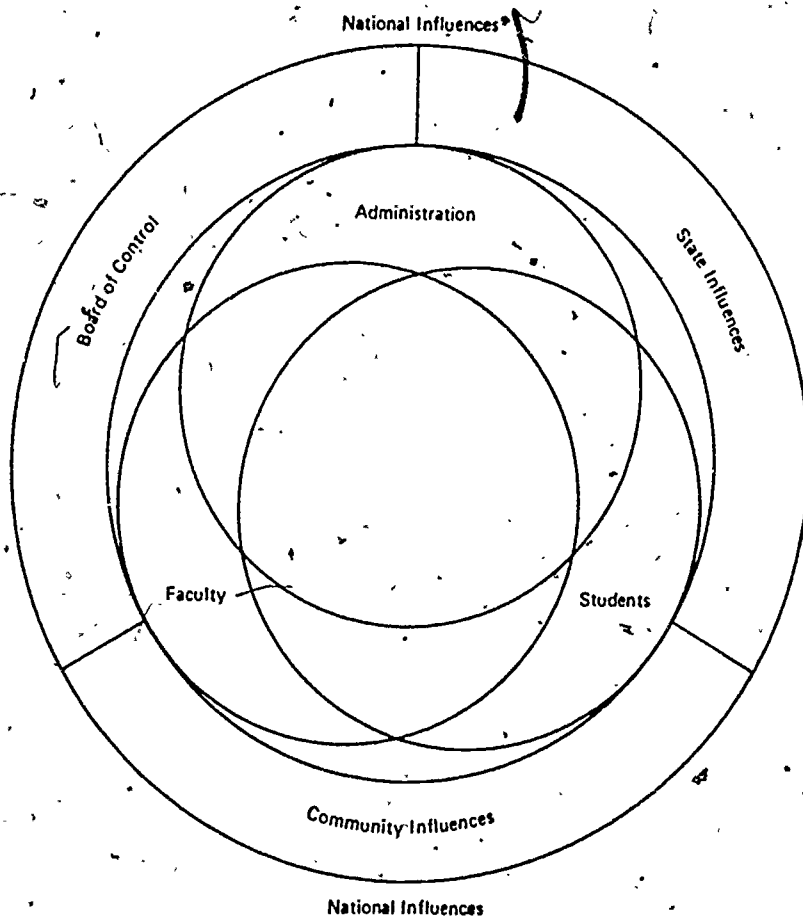 National Influences
Administration
Board of Control
State Influences
Faculty
Students
Community Influences
National Influences